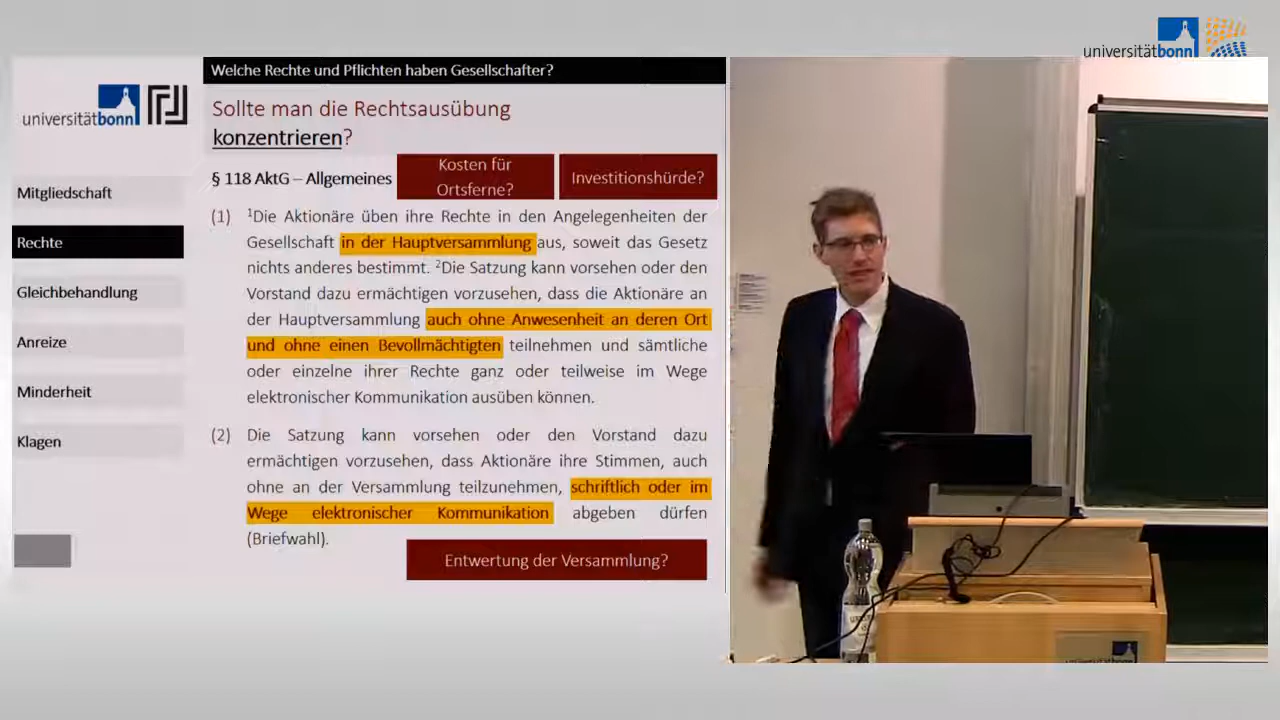 universitätbonn
Welche Rechte und Pflichten haben Gesellschafter?
universitätbonn
Sollte man die Rechtsausübung
konzentrieren?
§ 118 AktG – Allgemeines
Kosten für
Ortsferne?
Investitionshürde?
Mitgliedschaft
Rechte
Gleichbehandlung
Anreize
Minderheit
Klagen
(1) ¹Die Aktionäre üben ihre Rechte in den Angelegenheiten der
Gesellschaft in der Hauptversammlung aus, soweit das Gesetz
nichts anderes bestimmt. ²Die Satzung kann vorsehen oder den
Vorstand dazu ermächtigen vorzusehen, dass die Aktionäre an
der Hauptversammlung auch ohne Anwesenheit an deren Ort
und ohne einen Bevollmächtigten teilnehmen und sämtliche
oder einzelne ihrer Rechte ganz oder teilweise im Wege
elektronischer Kommunikation ausüben können.
(2) Die Satzung kann vorsehen oder den Vorstand dazu
ermächtigen vorzusehen, dass Aktionäre ihre Stimmen, auch
ohne an der Versammlung teilzunehmen, schriftlich oder im
Wege elektronischer Kommunikation abgeben dürfen
(Briefwahl).
Entwertung der Versammlung?
universitätbonn